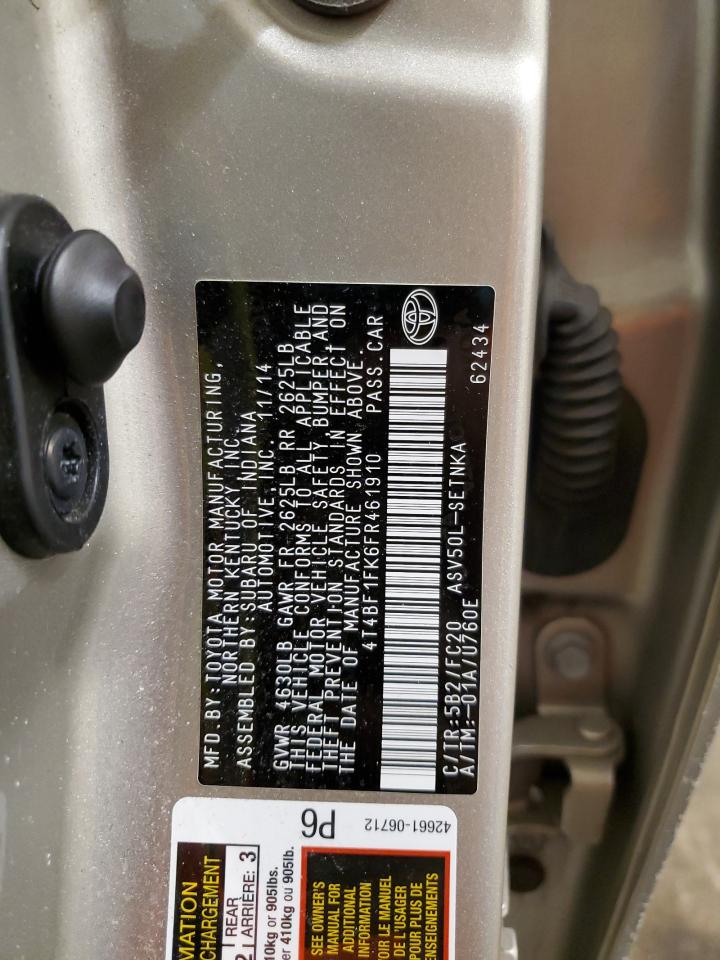 MFD. BY: TOYOTA MOTOR MANUFACTURING,
NORTHERN KENTUCKY, INC.
ASSEMBLED BY: SUBARU OF INDIANA
AUTOMOTIVE, INC. 11/14
GVWR 4630LB GAWR FR 2625LB RR 2625LB
THIS VEHICLE CONFORMS TO ALL APPLICABLE
FEDERAL MOTOR VEHICLE SAFETY, BUMPER AND
THEFT PREVENTION STANDARDS IN EFFECT ON
THE DATE OF MANUFACTURE SHOWN ABOVE.
4T4BF1FK6FR461910 PASS. CAR
C/TR: 5B2/FC20 ASV50L-SETNKA
A/TM: -01A/U760E 62434
P6
42661-06712
MATION
CHARGEMENT
REAR
ARRIÈRE: 3
10kg or 905lbs.
er 410kg ou 905lb.
SEE OWNER'S
MANUAL FOR
ADDITIONAL
INFORMATION
VOIR LE MANUEL
DE L'USAGER
POUR PLUS DE
RENSEIGNEMENTS